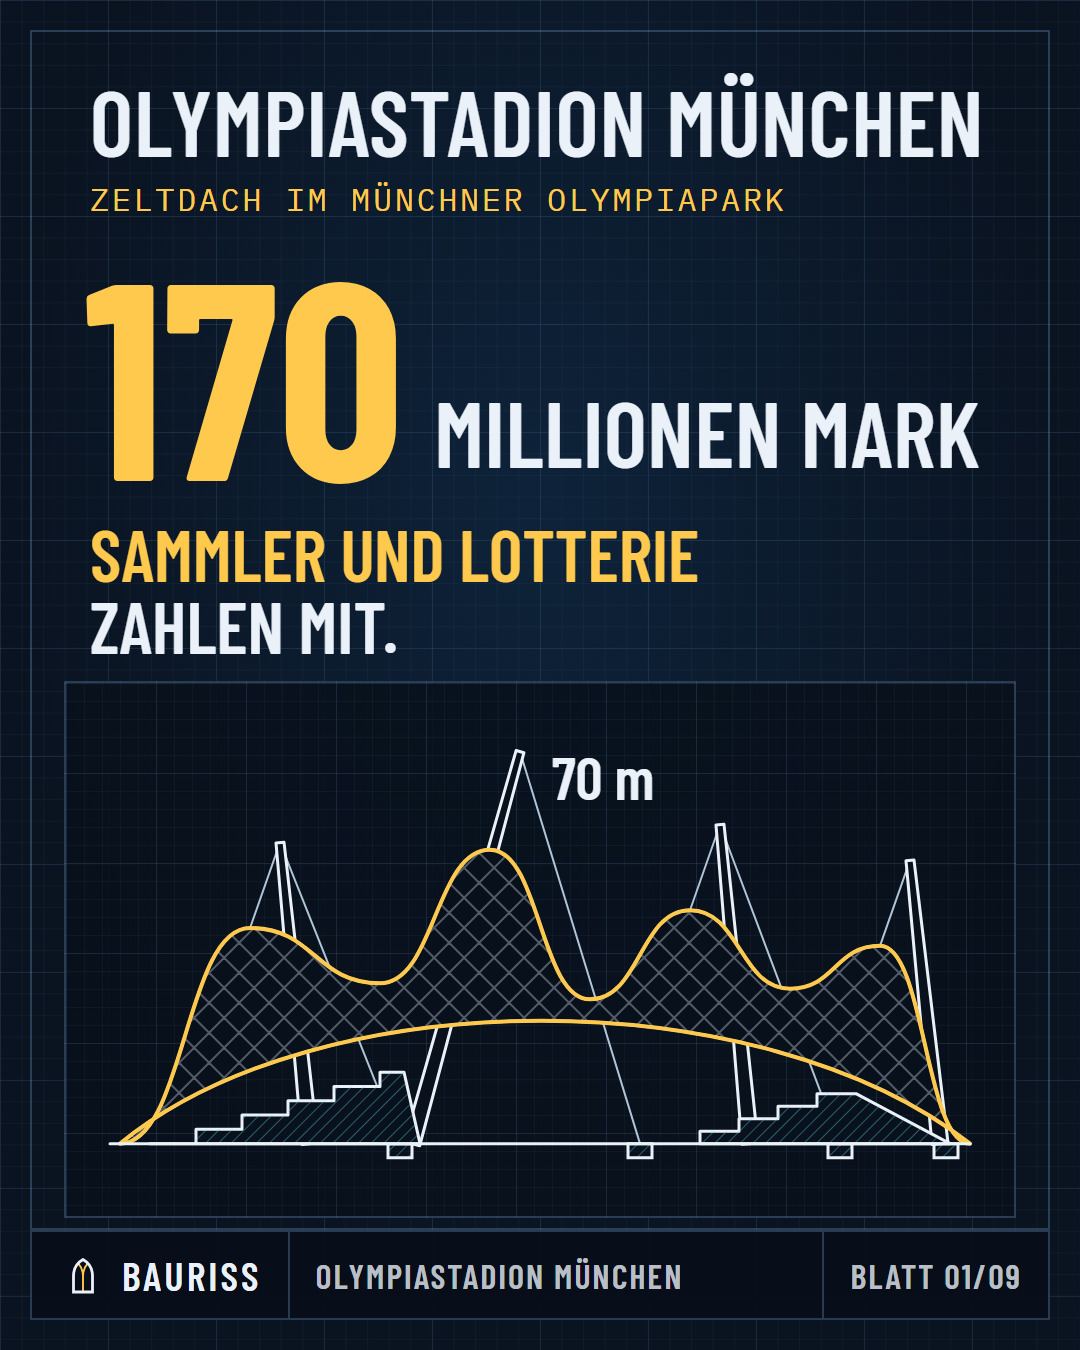 OLYMPIASTADION MÜNCHEN
ZELTDACH IM MÜNCHNER OLYMPIAPARK
170 MILLIONEN MARK
SAMMLER UND LOTTERIE
ZAHLEN MIT.
70 m
BAURISS
OLYMPIASTADION MÜNCHEN
BLATT 01/09